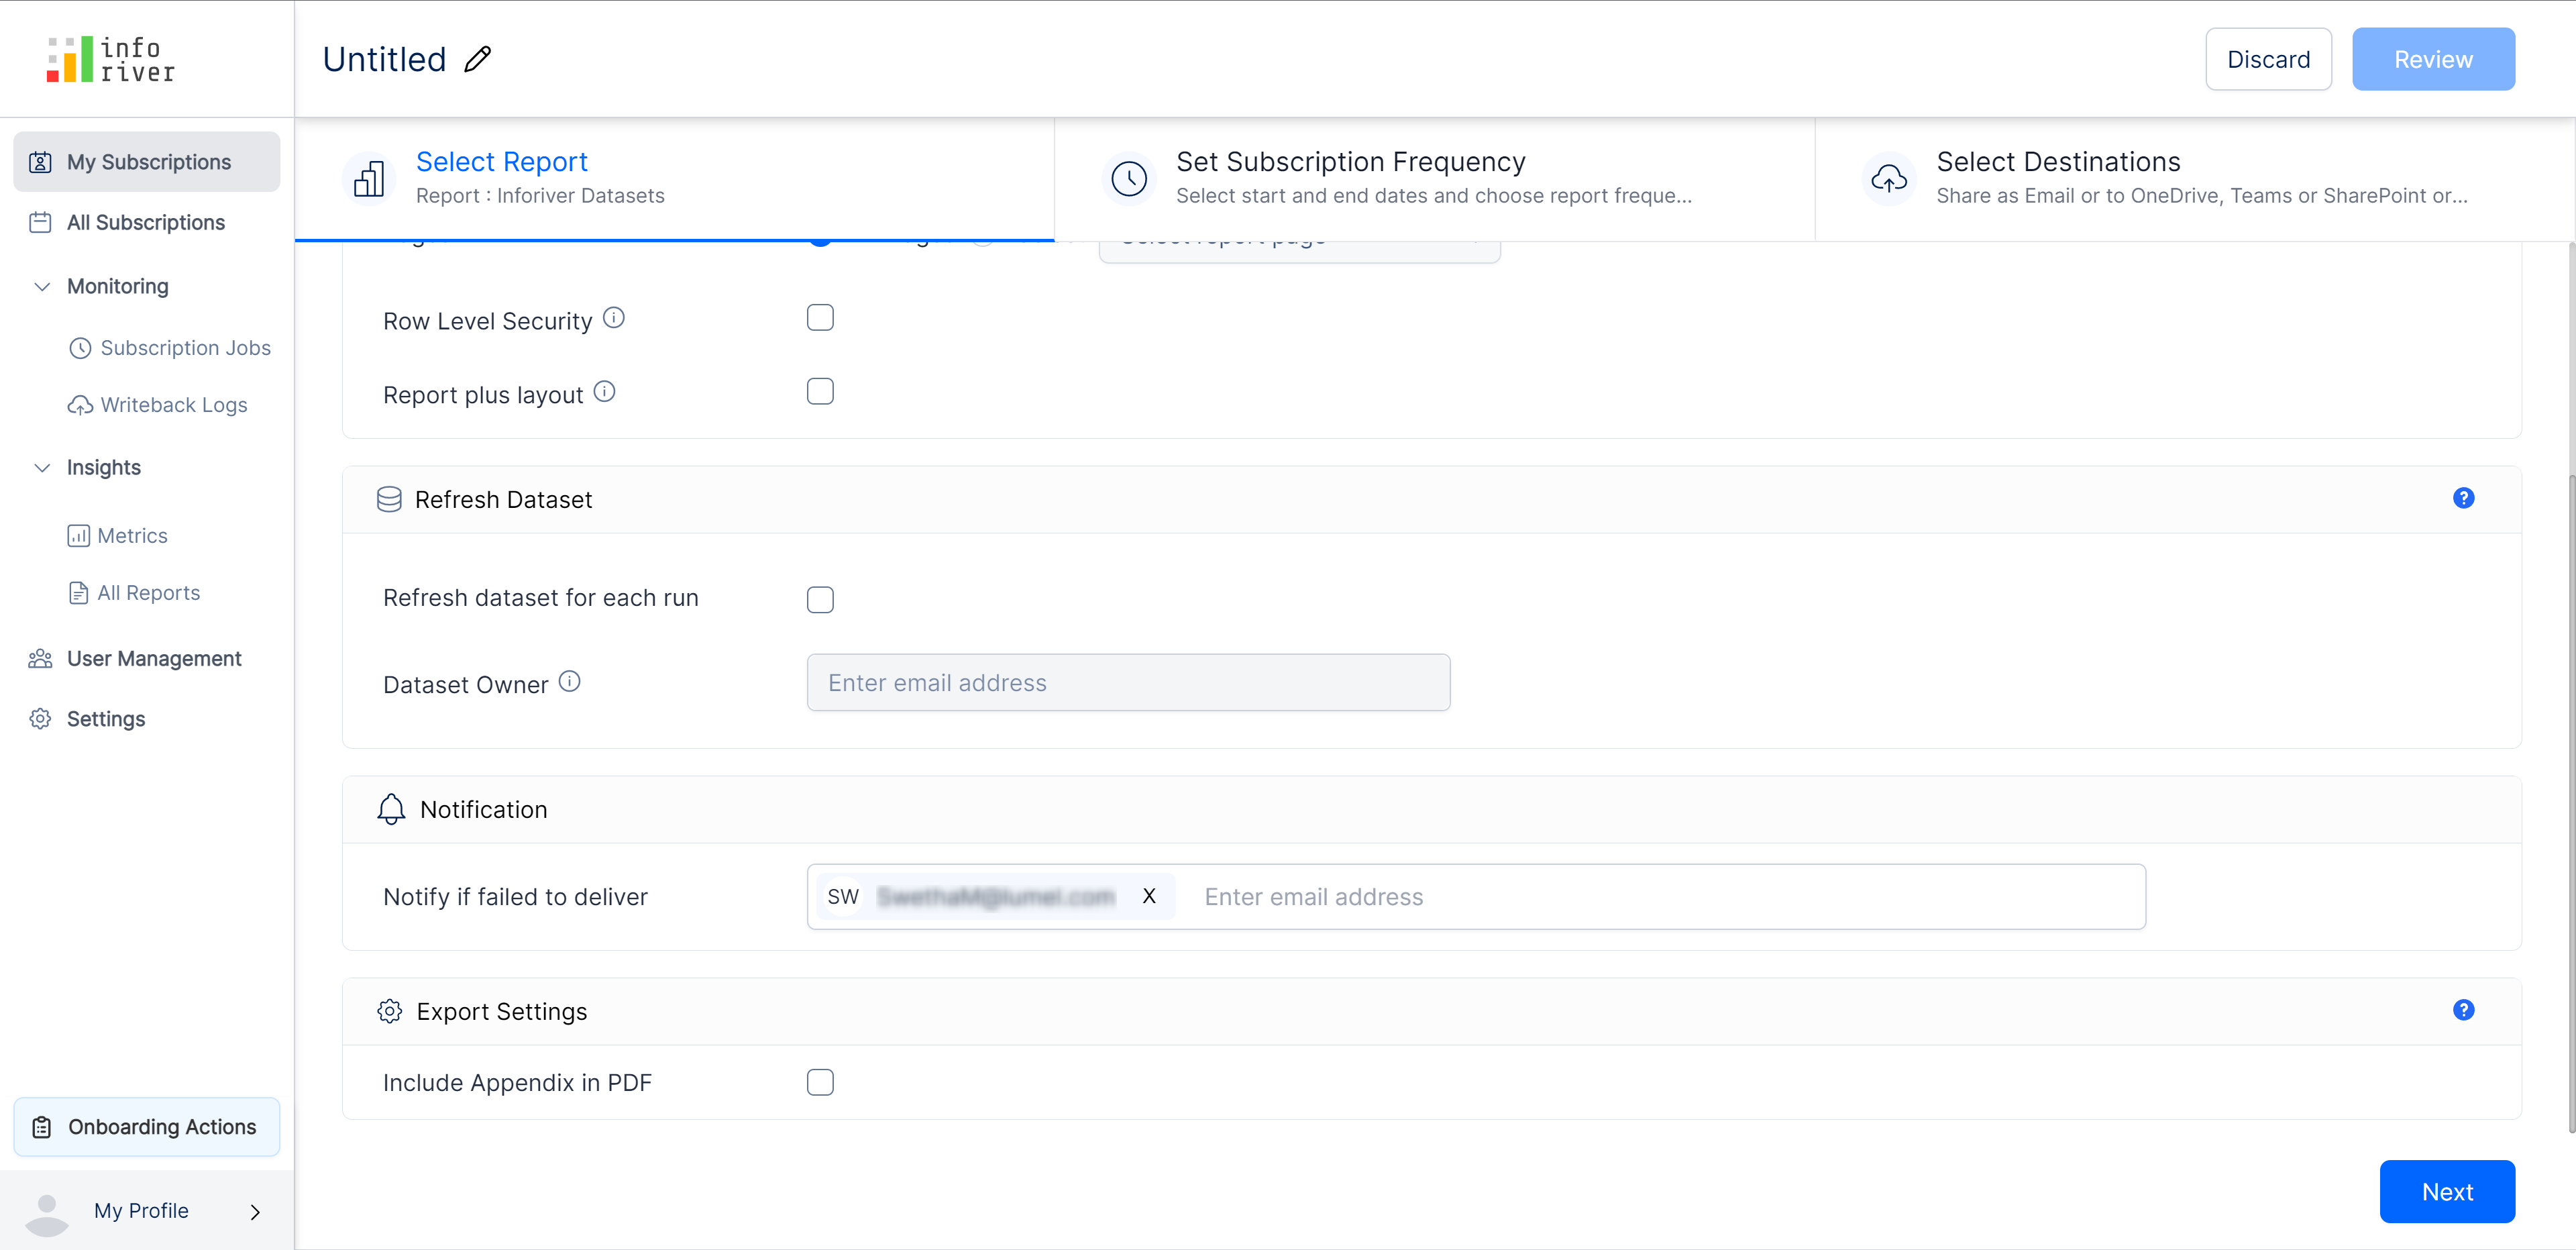 info
river
Untitled
Discard
Review
My Subscriptions
All Subscriptions
Monitoring
Subscription Jobs
Writeback Logs
Insights
Metrics
All Reports
User Management
Settings
Onboarding Actions
My Profile
Select Report
Report : Inforiver Datasets
Set Subscription Frequency
Select start and end dates and choose report freque...
Select Destinations
Share as Email or to OneDrive, Teams or SharePoint or...
Select report page
Row Level Security
Report plus layout
Refresh Dataset
?
Refresh dataset for each run
Dataset Owner
Enter email address
Notification
Notify if failed to deliver
SW X Enter email address
Export Settings
?
Include Appendix in PDF
Next